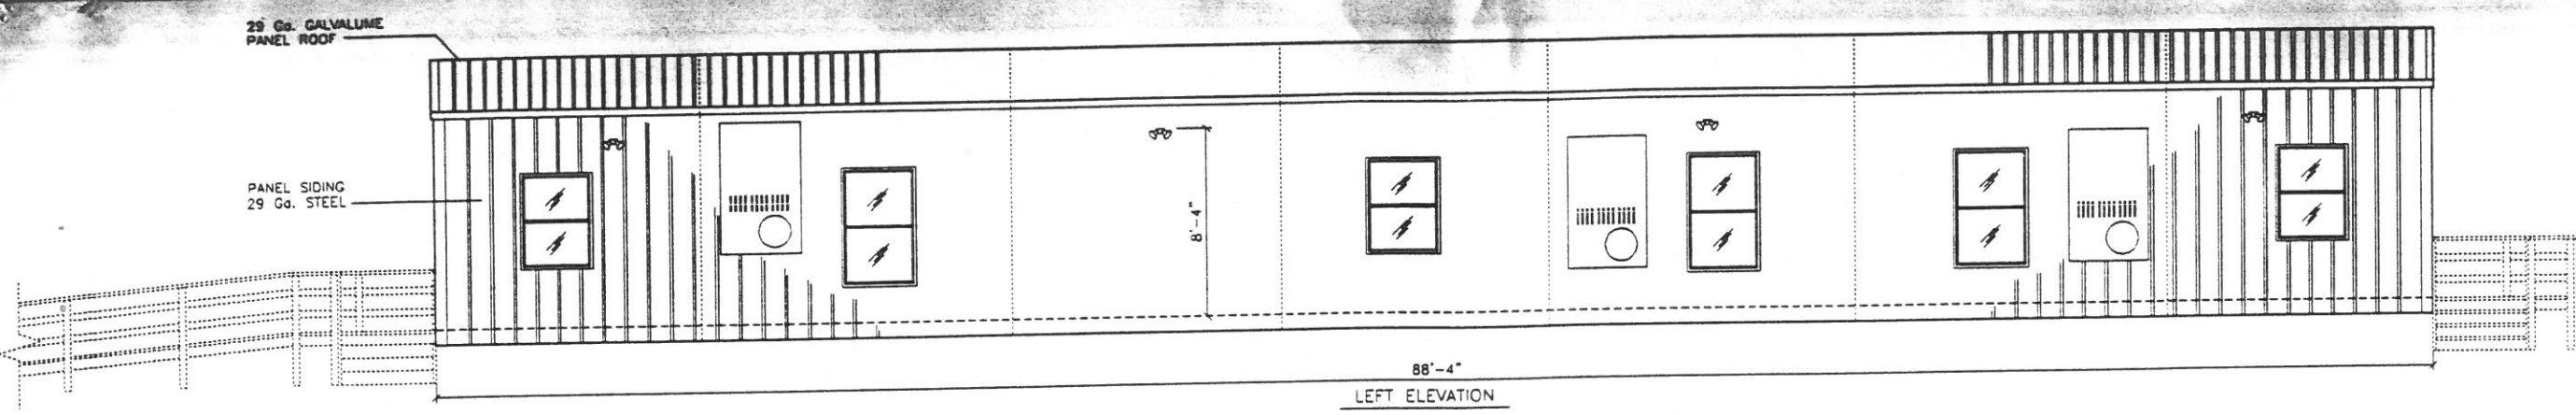 29 Ga. GALVALUME
PANEL ROOF
PANEL SIDING
29 Ga. STEEL
8'-4"
88'-4"
LEFT ELEVATION